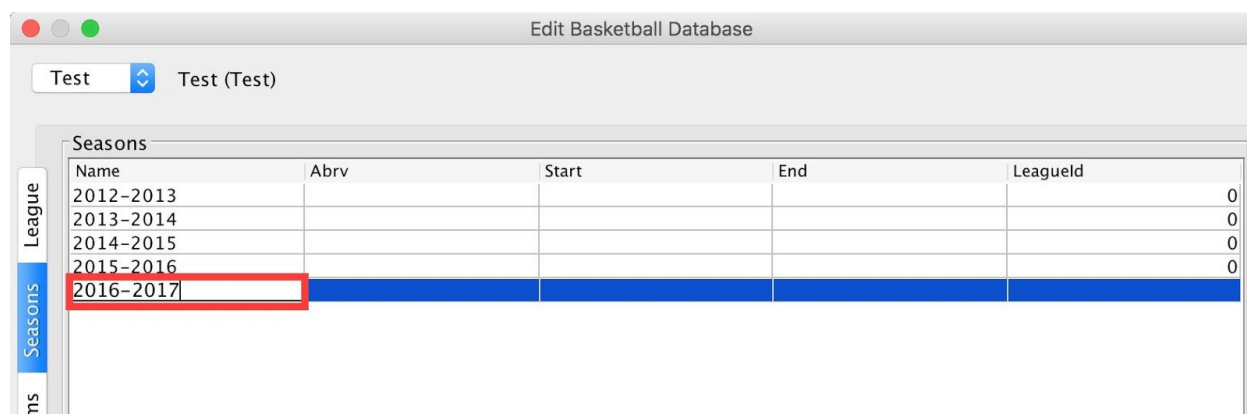 Edit Basketball Database
Test Test (Test)
Seasons
Name Abrv Start End LeagueId
2012-2013 0
2013-2014 0
2014-2015 0
2015-2016 0
2016-2017
League
Seasons